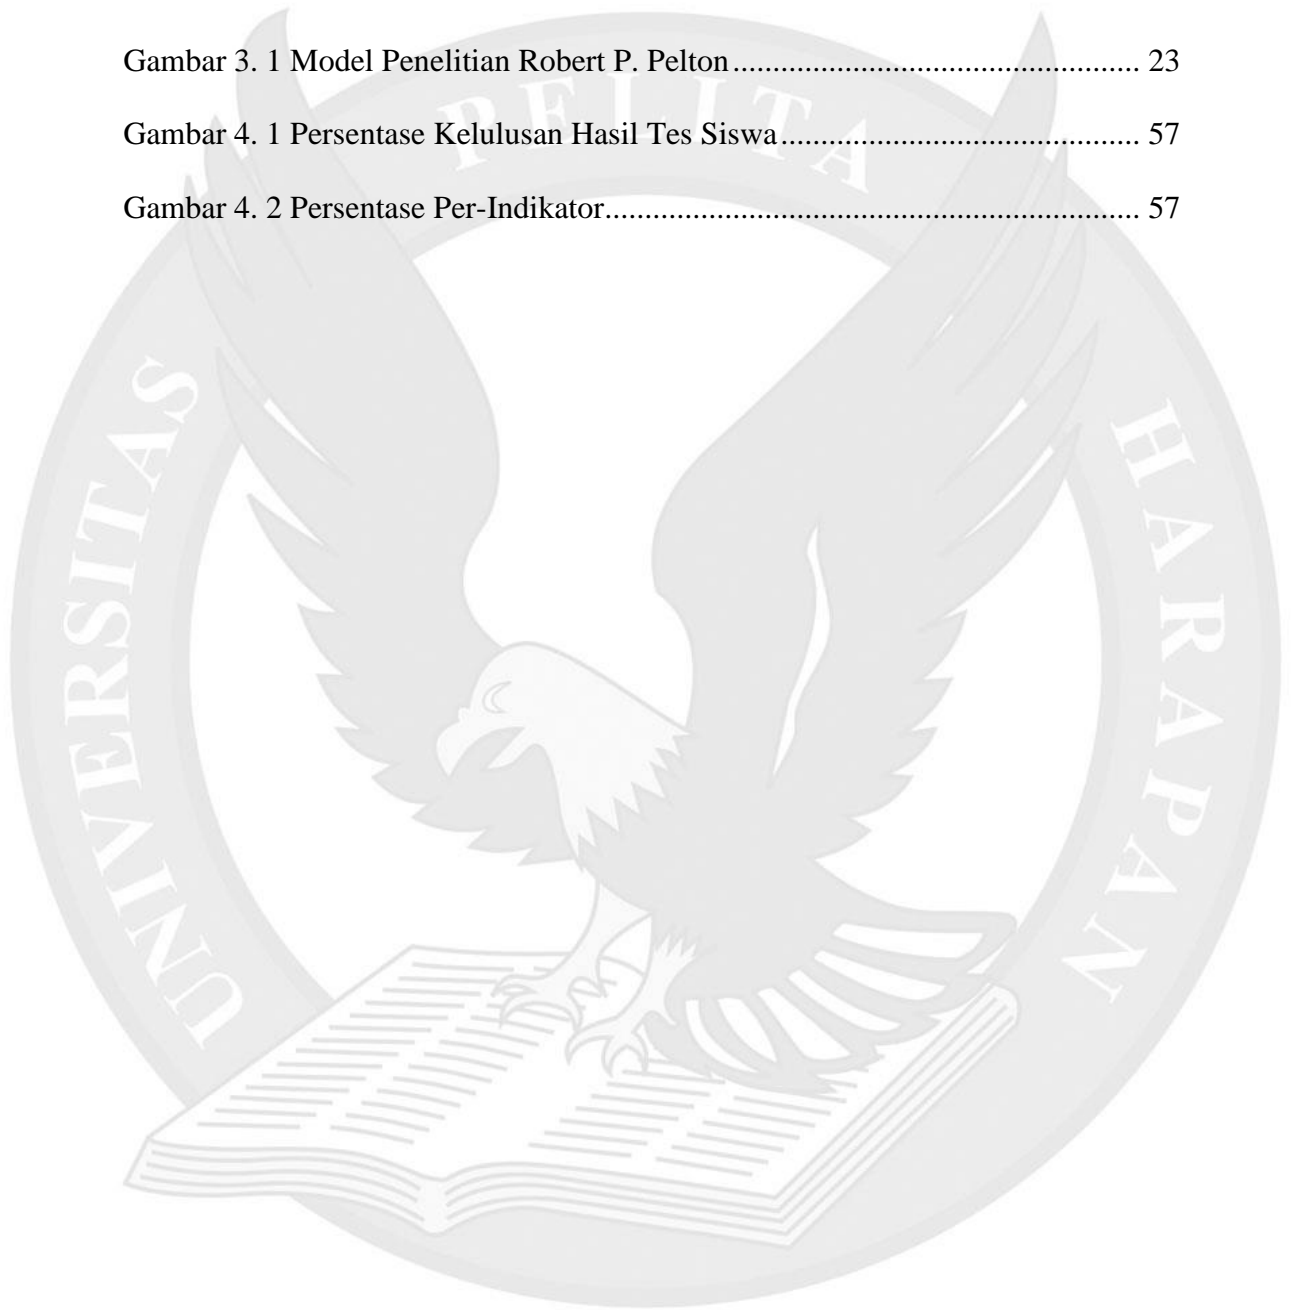 Gambar 3. 1 Model Penelitian Robert P. Pelton.................................................... 23
Gambar 4. 1 Persentase Kelulusan Hasil Tes Siswa.............................................. 57
Gambar 4. 2 Persentase Per-Indikator.................................................................... 57
UNIVERSITAS PELITA HARAPAN